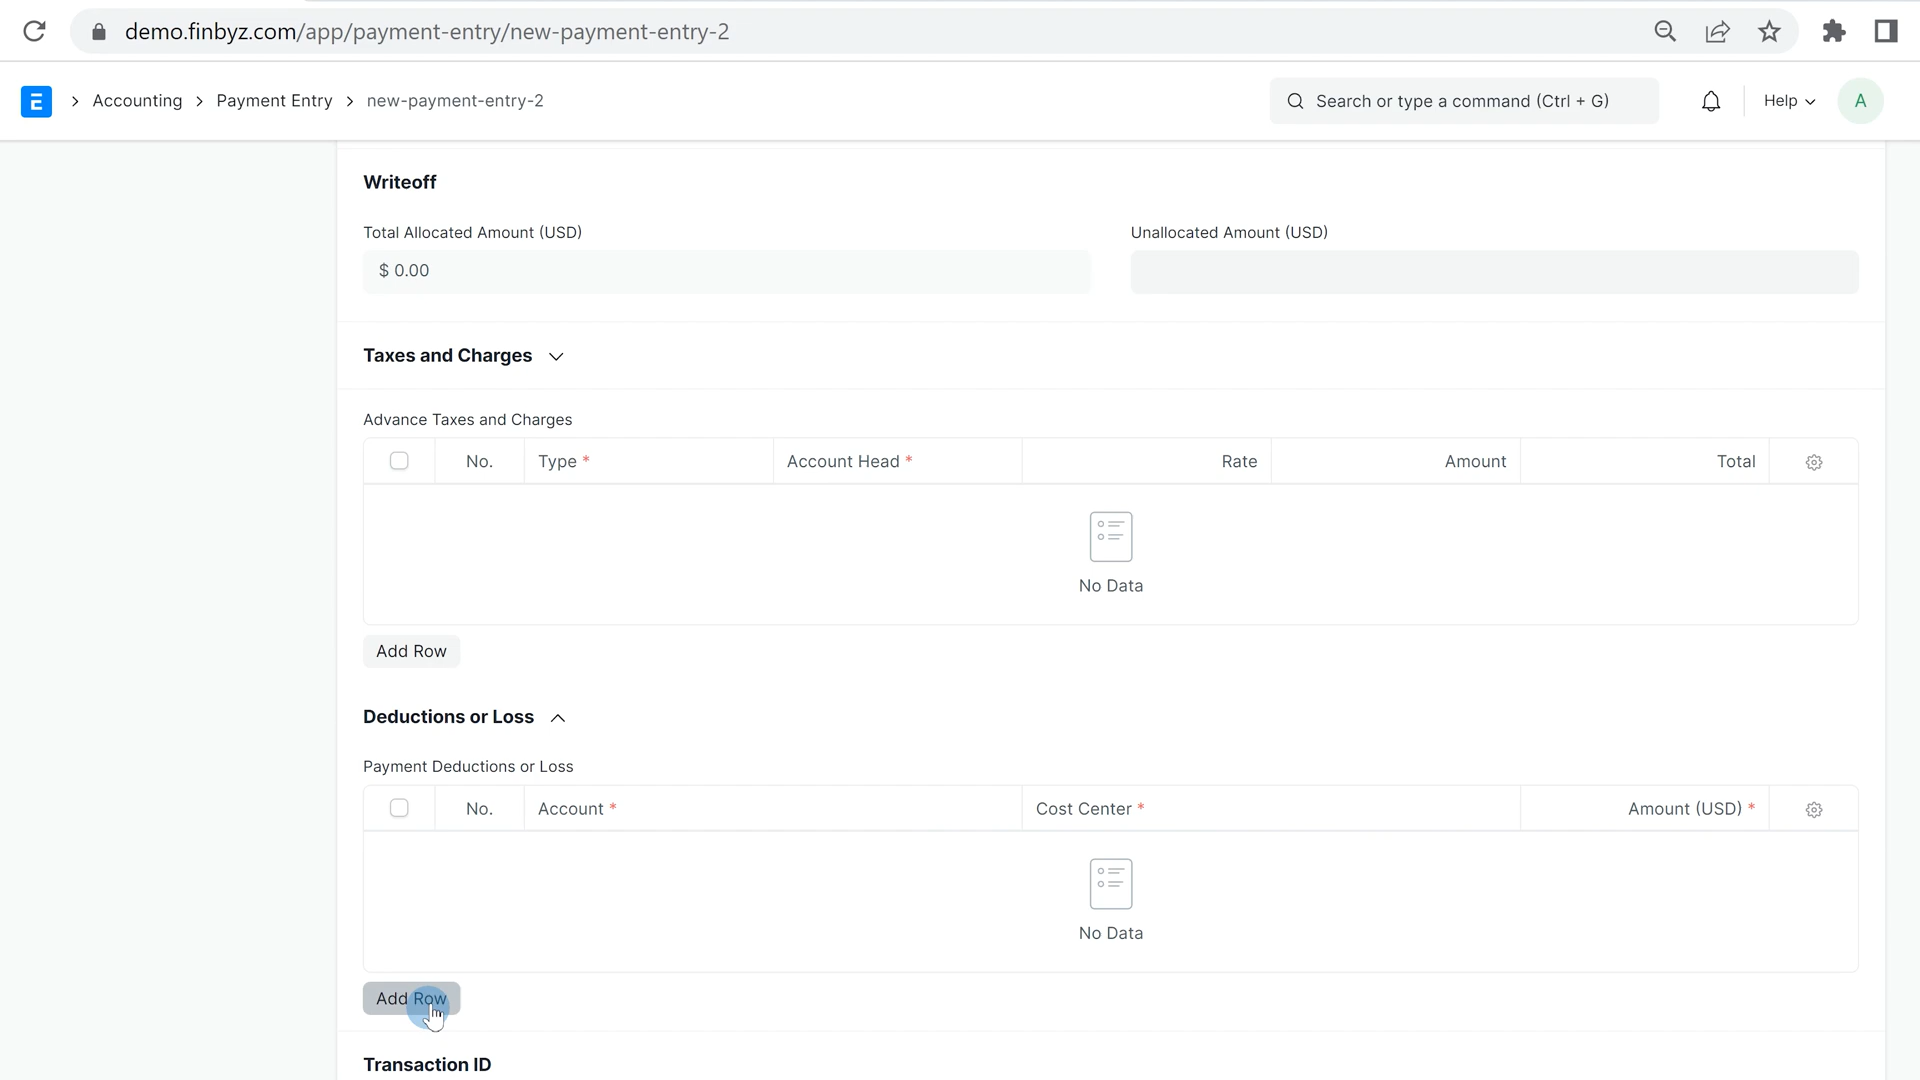 demo.finbyz.com/app/payment-entry/new-payment-entry-2
E > Accounting > Payment Entry > new-payment-entry-2
Search or type a command (Ctrl + G)
Help
A
Writeoff
Total Allocated Amount (USD)
Unallocated Amount (USD)
$ 0.00
Taxes and Charges
Advance Taxes and Charges
No. Type * Account Head * Rate Amount Total
No Data
Add Row
Deductions or Loss
Payment Deductions or Loss
No. Account * Cost Center * Amount (USD) *
No Data
Add Row
Transaction ID